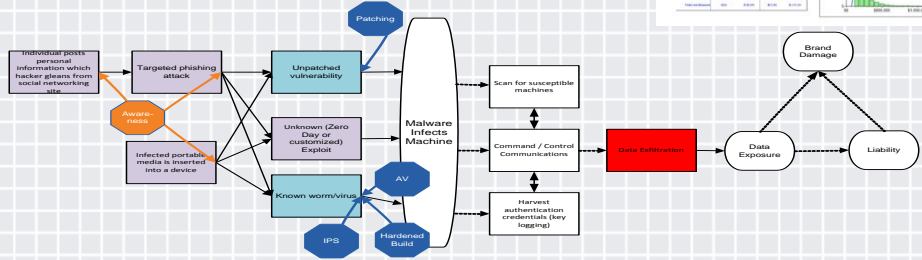 Patching
Individual posts
personal
information which
hacker gleans from
social networking
site
Targeted phishing
attack
Unpatched
vulnerability
Aware-
ness
Infected portable
media is inserted
into a device
Unknown (Zero
Day or
customized)
Exploit
Known worm/virus
AV
IPS
Hardened
Build
Malware
Infects
Machine
Scan for susceptible
machines
Command / Control
Communications
Harvest
authentication
credentials (key
logging)
Data Exfiltration
Data
Exposure
Brand
Damage
Liability